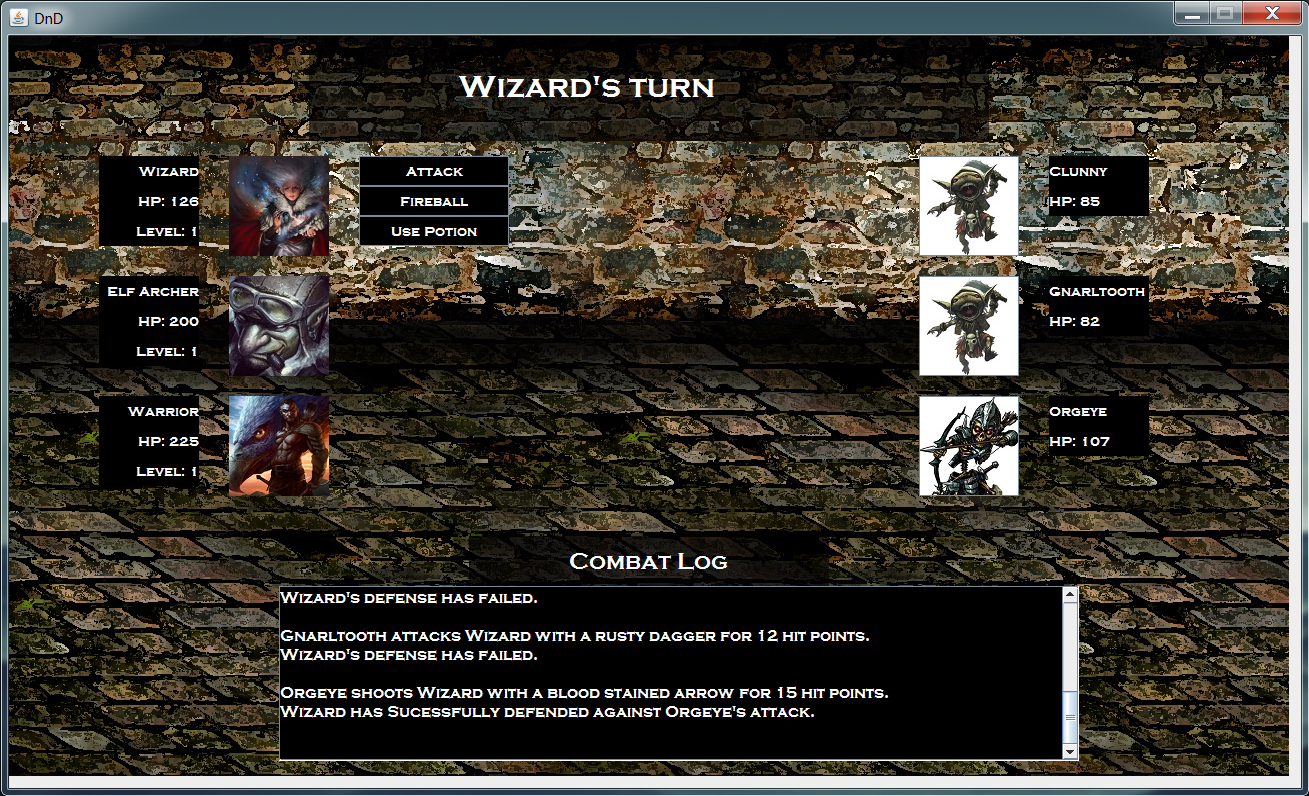 DnD
Wizard's turn
Wizard
HP: 126
Level: 1
Attack
Fireball
Use Potion
Clunny
HP: 85
Elf Archer
HP: 200
Level: 1
Gnarltooth
HP: 82
Warrior
HP: 225
Level: 1
Orgeye
HP: 107
Combat Log
Wizard's defense has failed.
Gnarltooth attacks Wizard with a rusty dagger for 12 hit points.
Wizard's defense has failed.
Orgeye shoots Wizard with a blood stained arrow for 15 hit points.
Wizard has Sucessfully defended against Orgeye's attack.